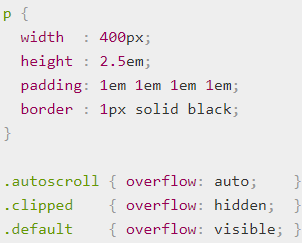 p {
  width  : 400px;
  height : 2.5em;
  padding: 1em 1em 1em 1em;
  border : 1px solid black;
}

.autoscroll { overflow: auto;    }
.clipped    { overflow: hidden;  }
.default    { overflow: visible; }